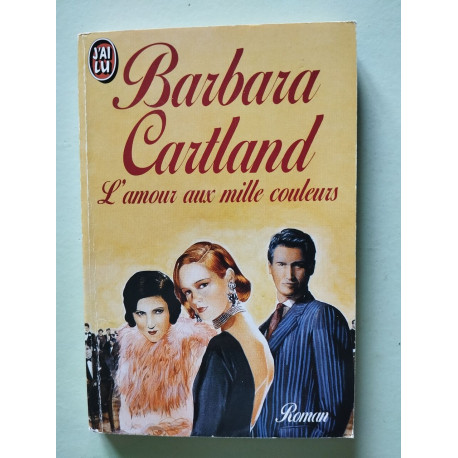 J'AI
LU
Barbara
Cartland
L'amour aux mille couleurs
Roman